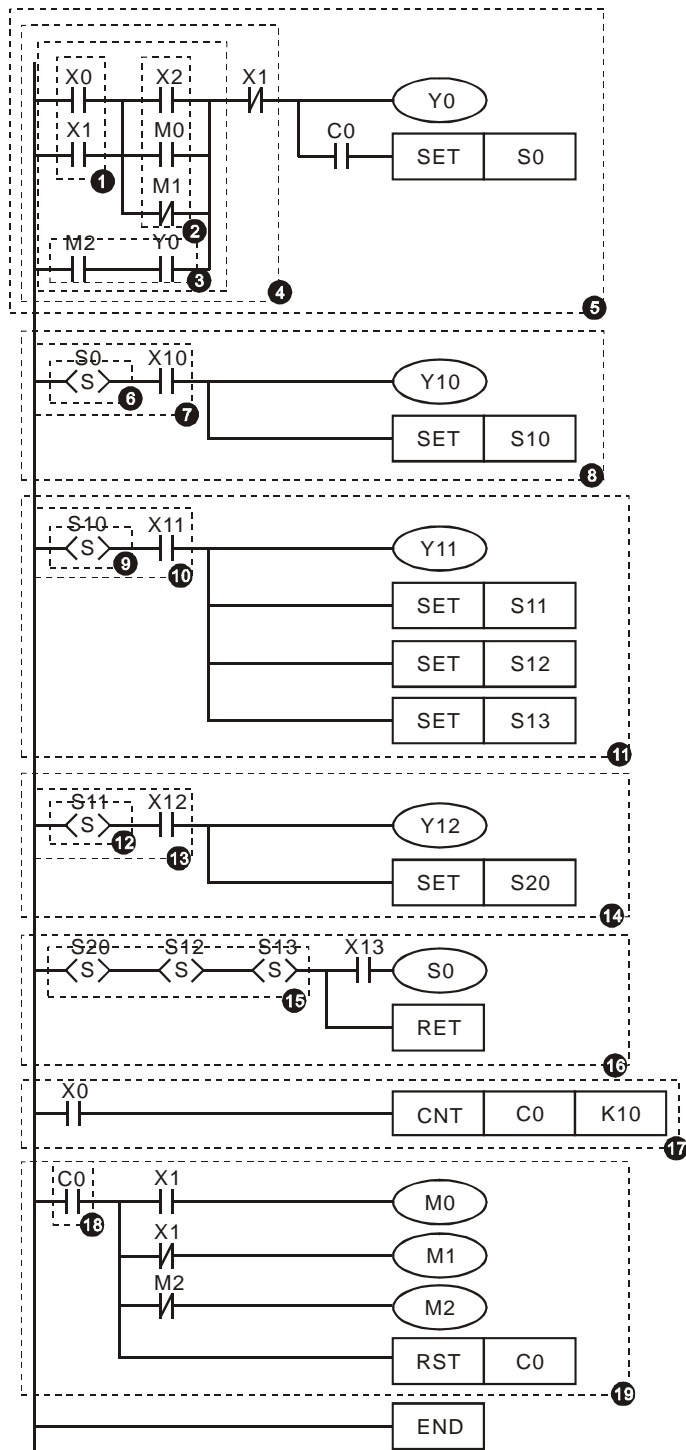 X0 X2 X1
Y0
X1 M0 C0
SET S0
1 M1
2
M2 Y0
3 4
5
S0 X10
S Y10
6 7
SET S10
8
S10 X11
S Y11
9 10
SET S11
SET S12
SET S13
11
S11 X12
S Y12
12 13
SET S20
14
S20 S12 S13 X13
S S S S0
15
RET
16
X0
CNT C0 K10
17
C0 X1
M0
18
X1
M1
M2
M2
RST C0
19
END